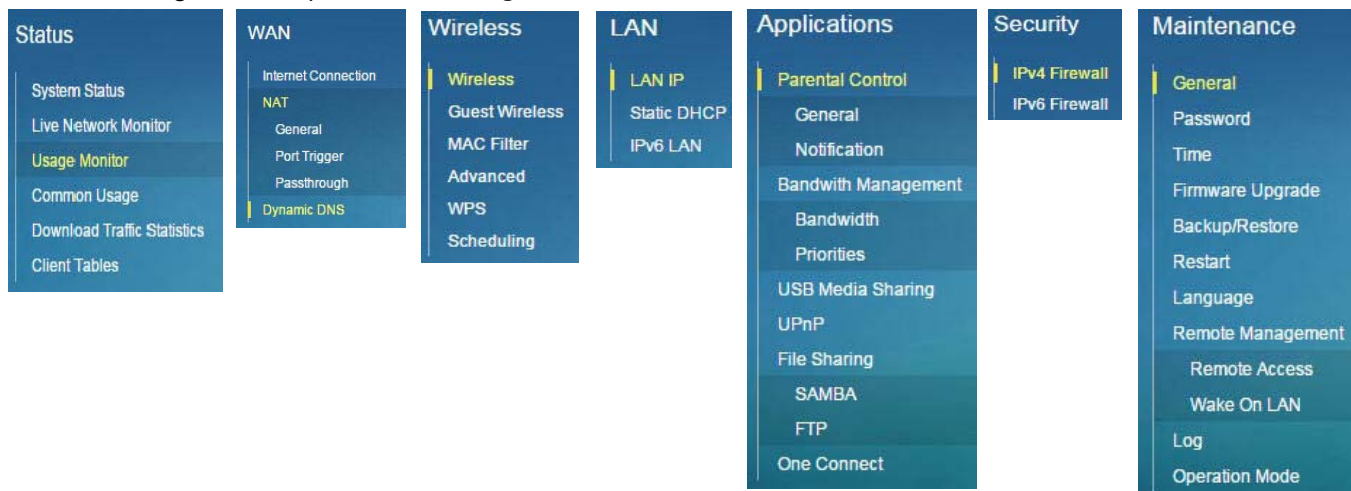 Status
System Status
Live Network Monitor
Usage Monitor
Common Usage
Download Traffic Statistics
Client Tables
WAN
Internet Connection
NAT
General
Port Trigger
Passthrough
Dynamic DNS
Wireless
Wireless
Guest Wireless
MAC Filter
Advanced
WPS
Scheduling
LAN
LAN IP
Static DHCP
IPv6 LAN
Applications
Parental Control
General
Notification
Bandwith Management
Bandwidth
Priorities
USB Media Sharing
UPnP
File Sharing
SAMBA
FTP
One Connect
Security
IPv4 Firewall
IPv6 Firewall
Maintenance
General
Password
Time
Firmware Upgrade
Backup/Restore
Restart
Language
Remote Management
Remote Access
Wake On LAN
Log
Operation Mode